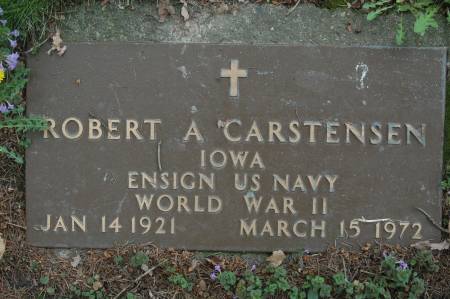 ROBERT A CARSTENSEN
IOWA
ENSIGN US NAVY
WORLD WAR II
JAN 14 1921 MARCH 15 1972